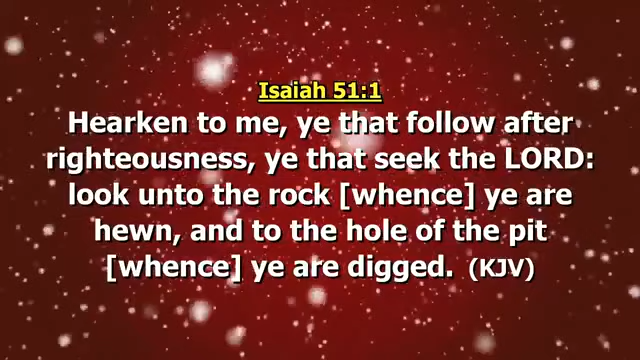 Isaiah 51:1
Hearken to me, ye that follow after
righteousness, ye that seek the LORD:
look unto the rock [whence] ye are
hewn, and to the hole of the pit
[whence] ye are digged. (KJV)